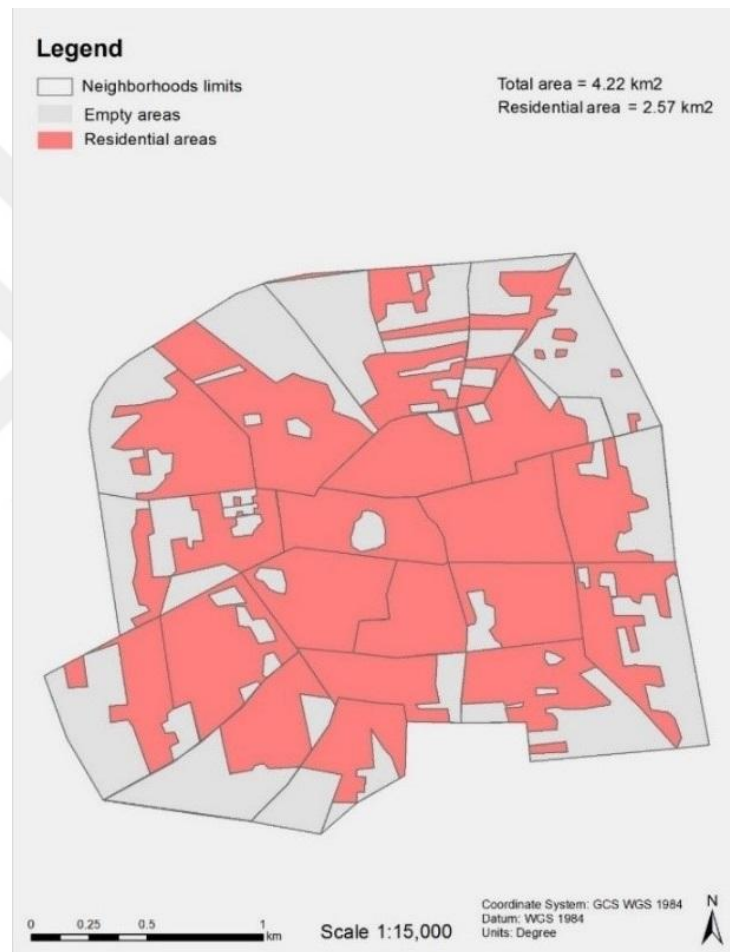 Legend
Neighborhoods limits
Empty areas
Residential areas
Total area = 4.22 km2
Residential area = 2.57 km2
0 0.25 0.5 1
km
Scale 1:15,000
Coordinate System: GCS WGS 1984
Datum: WGS 1984
Units: Degree
N